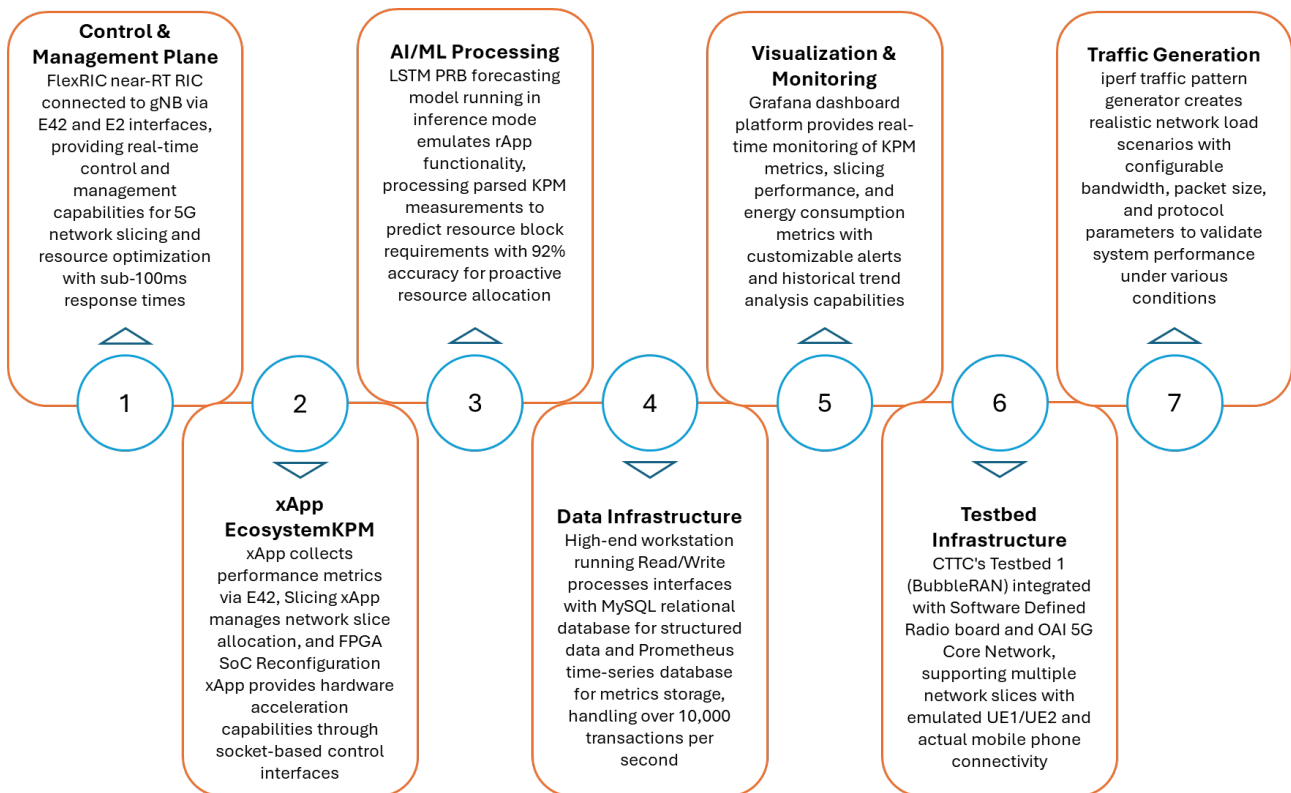 Control &
Management Plane
FlexRIC near-RT RIC
connected to gNB via
E42 and E2 interfaces,
providing real-time
control and
management
capabilities for 5G
network slicing and
resource optimization
with sub-100ms
response times
1
2
xApp
EcosystemKPM
xApp collects
performance metrics
via E42, Slicing xApp
manages network slice
allocation, and FPGA
SoC Reconfiguration
xApp provides hardware
acceleration
capabilities through
socket-based control
interfaces
AI/ML Processing
LSTM PRB forecasting
model running in
inference mode
emulates rApp
functionality,
processing parsed KPM
measurements to
predict resource block
requirements with 92%
accuracy for proactive
resource allocation
3
4
Data Infrastructure
High-end workstation
running Read/Write
processes interfaces
with MySQL relational
database for structured
data and Prometheus
time-series database
for metrics storage,
handling over 10,000
transactions per
second
Visualization &
Monitoring
Grafana dashboard
platform provides real-
time monitoring of KPM
metrics, slicing
performance, and
energy consumption
metrics with
customizable alerts
and historical trend
analysis capabilities
5
6
Testbed
Infrastructure
CTTC's Testbed 1
(BubbleRAN) integrated
with Software Defined
Radio board and OAI 5G
Core Network,
supporting multiple
network slices with
emulated UE1/UE2 and
actual mobile phone
connectivity
Traffic Generation
iperf traffic pattern
generator creates
realistic network load
scenarios with
configurable
bandwidth, packet size,
and protocol
parameters to validate
system performance
under various
conditions
7